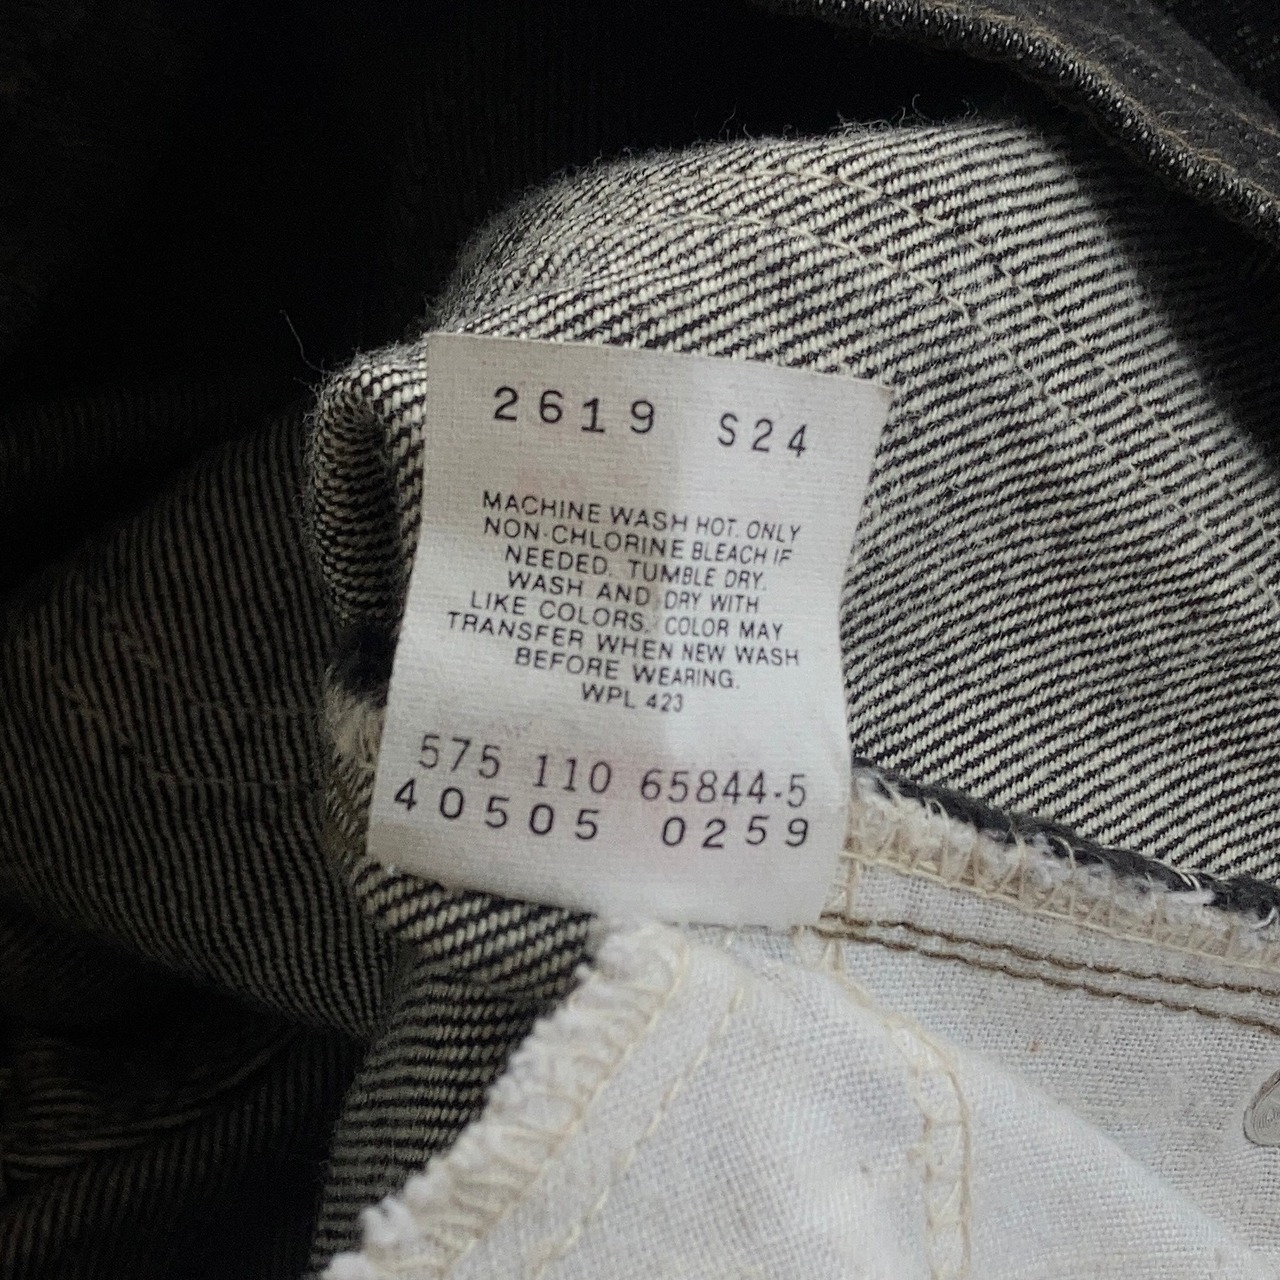 2619 S24
MACHINE WASH HOT. ONLY
NON-CHLORINE BLEACH IF
NEEDED. TUMBLE DRY.
WASH AND DRY WITH
LIKE COLORS. COLOR MAY
TRANSFER WHEN NEW WASH
BEFORE WEARING.
WPL 423
575 110 65844-5
40505 0259